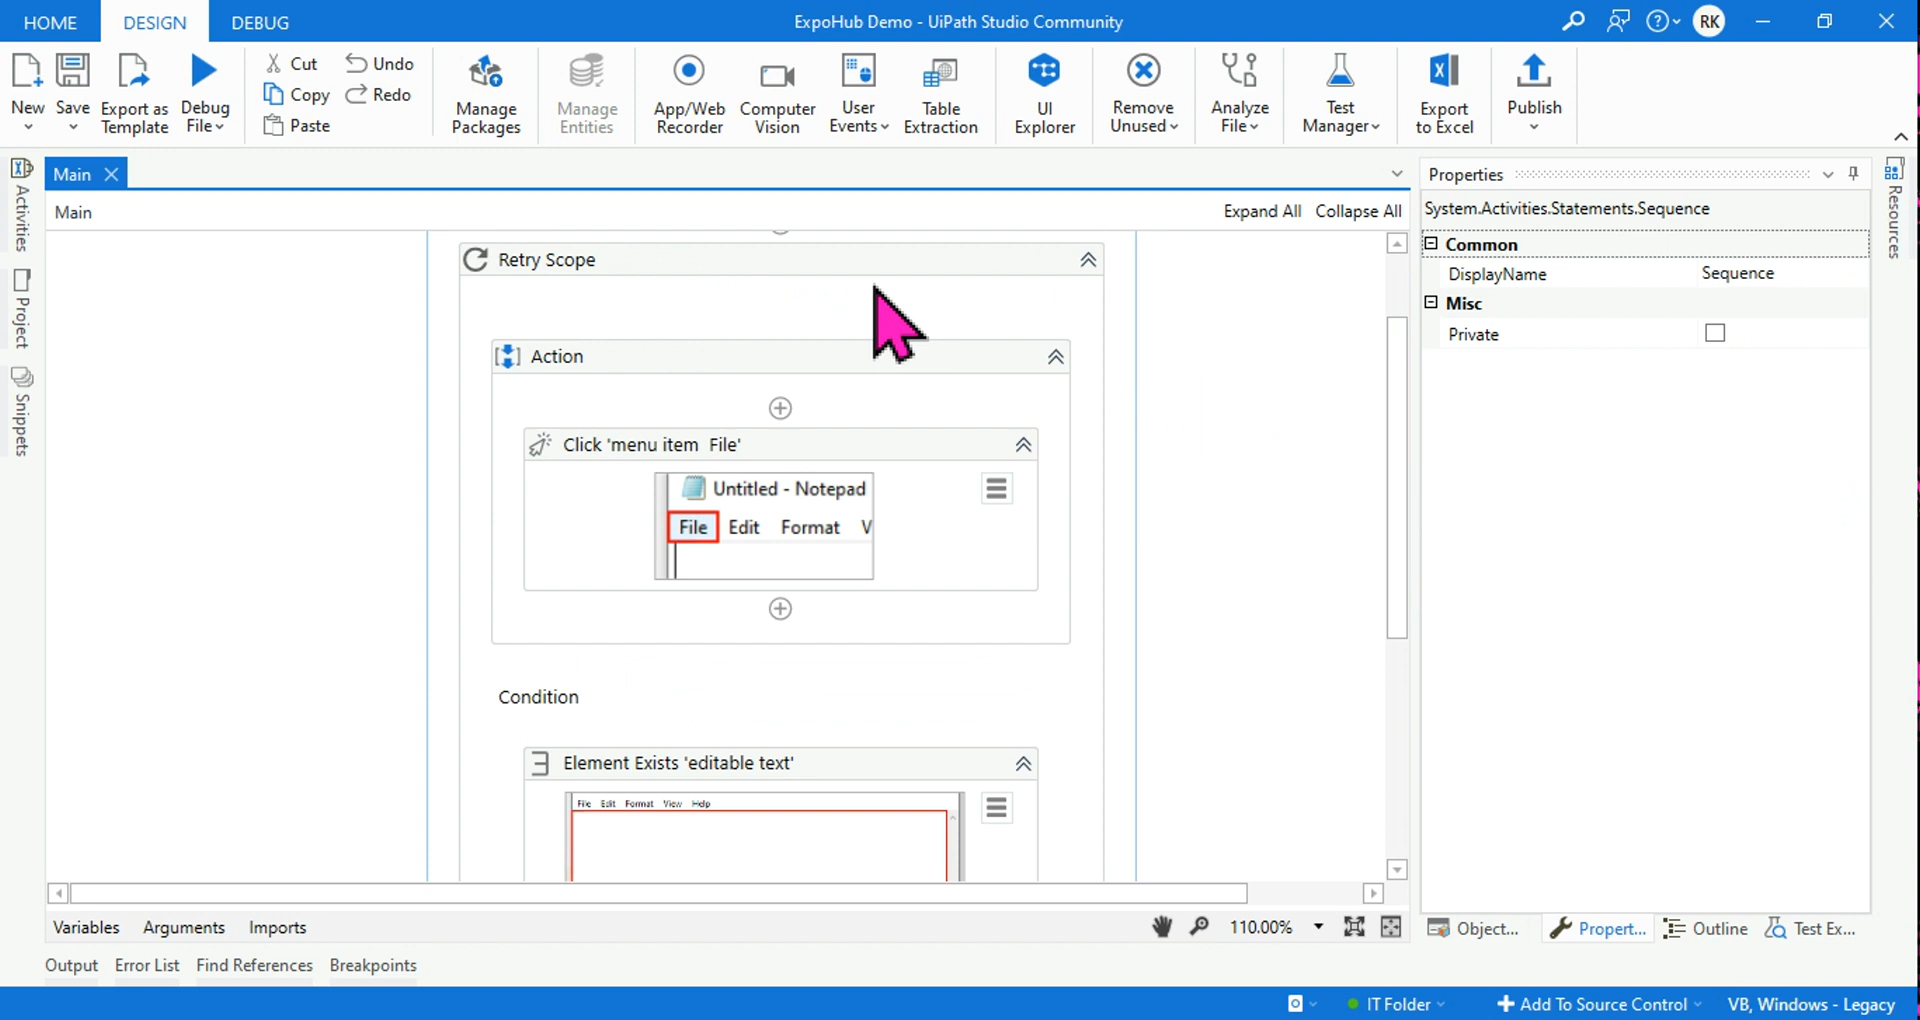 HOME DESIGN DEBUG ExpoHub Demo - UiPath Studio Community RK
New Save Export as Template Debug File Cut Copy Paste Undo Redo Manage Packages Manage Entities App/Web Recorder Computer Vision User Events Table Extraction UI Explorer Remove Unused Analyze File Test Manager Export to Excel Publish
Activities
Project
Snippets
Main
Main Expand All Collapse All
Retry Scope
Action
Click 'menu item File'
Untitled - Notepad
File Edit Format V
Condition
Element Exists 'editable text'
File Edit Format View Help
Properties
System.Activities.Statements.Sequence
Common
DisplayName Sequence
Misc
Private
Resources
Variables Arguments Imports 110.00% Object... Propert... Outline Test Ex...
Output Error List Find References Breakpoints
IT Folder Add To Source Control VB, Windows - Legacy